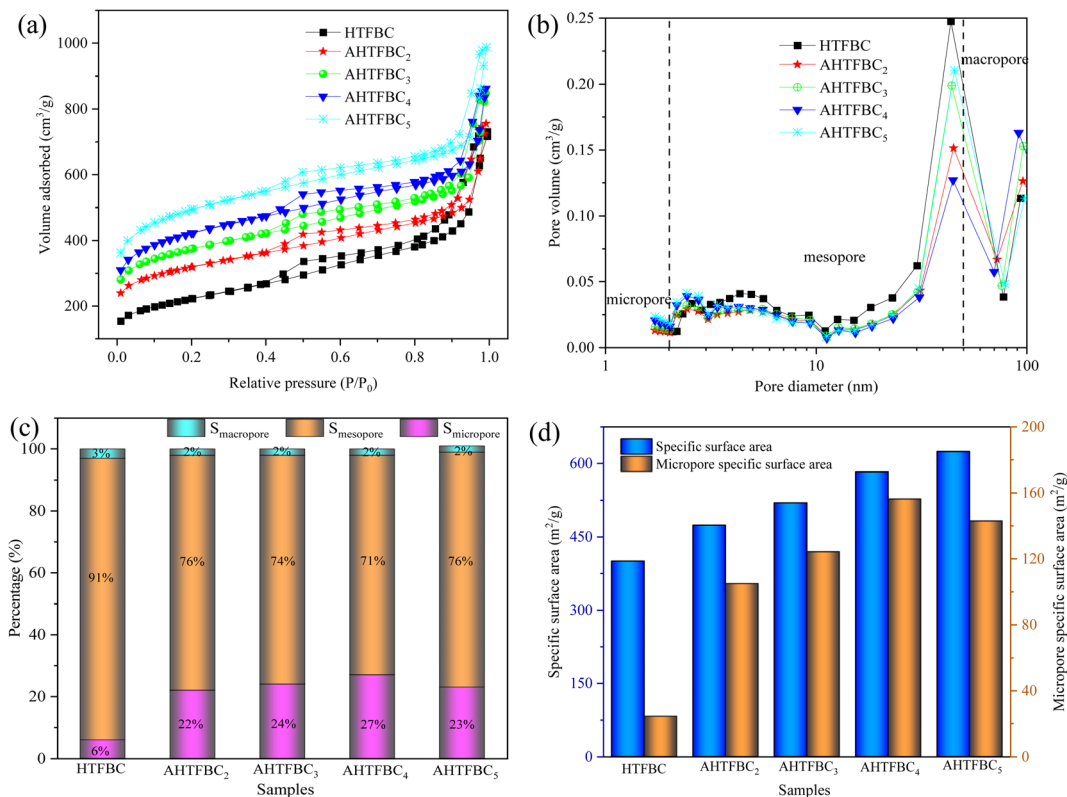 (a)
HTFBC
AHTFBC₂
AHTFBC₃
AHTFBC₄
AHTFBC₅
1000
800
600
400
200
Volume adsorbed (cm³/g)
0.0 0.2 0.4 0.6 0.8 1.0
Relative pressure (P/P₀)
(b)
HTFBC
AHTFBC₂
AHTFBC₃
AHTFBC₄
AHTFBC₅
macropore
mesopore
micropore
0.25
0.20
0.15
0.10
0.05
0.00
Pore volume (cm³/g)
1 10 100
Pore diameter (nm)
(c)
Smacropore Smesopore Smicropore
100
80
60
40
20
0
Percentage (%)
3% 2% 2% 2% 2%
91% 76% 74% 71% 76%
6% 22% 24% 27% 23%
HTFBC AHTFBC₂ AHTFBC₃ AHTFBC₄ AHTFBC₅
Samples
(d)
Specific surface area
Micropore specific surface area
600
450
300
150
0
Specific surface area (m²/g)
200
160
120
80
40
0
Micropore specific surface area (m²/g)
HTFBC AHTFBC₂ AHTFBC₃ AHTFBC₄ AHTFBC₅
Samples